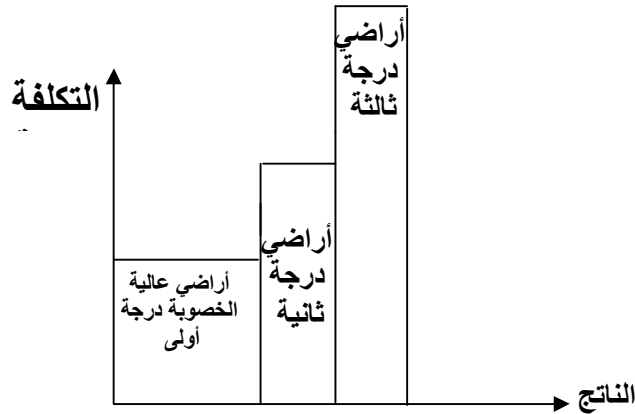 أراضي
درجة
ثالثة
التكلفة
أراضي
درجة
ثانية
أراضي عالية
الخصوبة درجة
أولى
الناتج